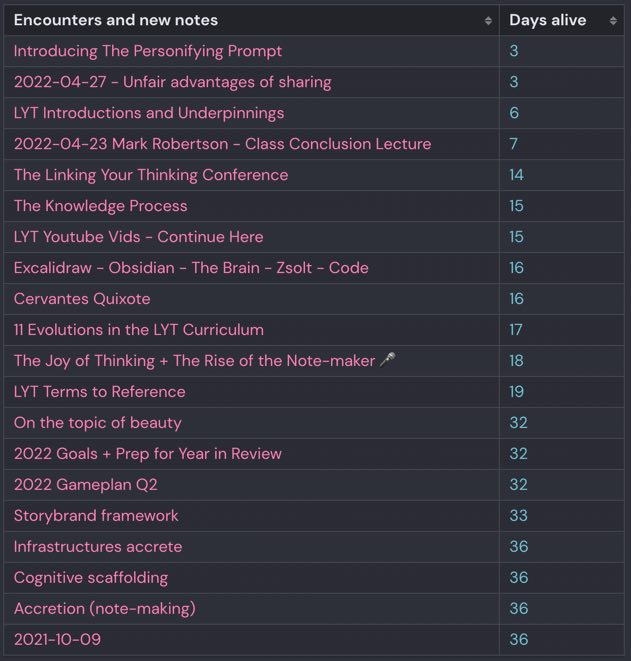 Encounters and new notes Days alive
Introducing The Personifying Prompt 3
2022-04-27 - Unfair advantages of sharing 3
LYT Introductions and Underpinnings 6
2022-04-23 Mark Robertson - Class Conclusion Lecture 7
The Linking Your Thinking Conference 14
The Knowledge Process 15
LYT Youtube Vids - Continue Here 15
Excalidraw - Obsidian - The Brain - Zsolt - Code 16
Cervantes Quixote 16
11 Evolutions in the LYT Curriculum 17
The Joy of Thinking + The Rise of the Note-maker 🎤 18
LYT Terms to Reference 19
On the topic of beauty 32
2022 Goals + Prep for Year in Review 32
2022 Gameplan Q2 32
Storybrand framework 33
Infrastructures accrete 36
Cognitive scaffolding 36
Accretion (note-making) 36
2021-10-09 36